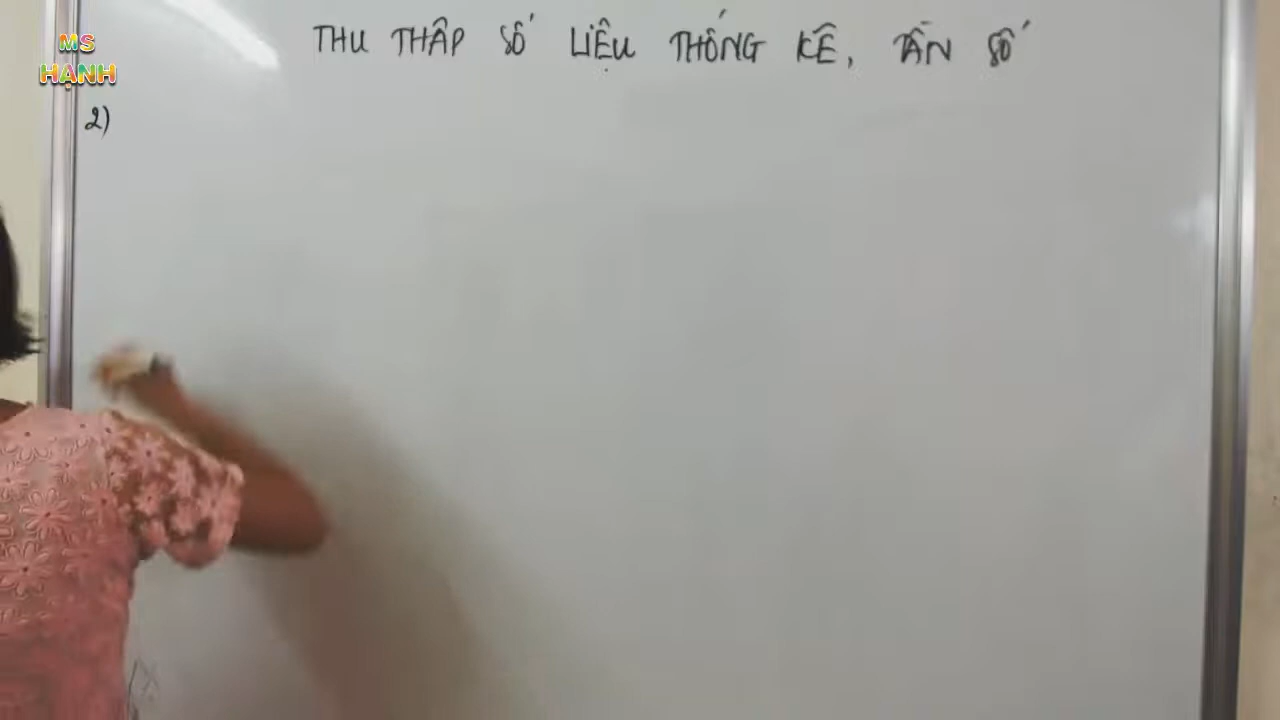 MS
HẠNH
THU THẬP SỐ LIỆU THỐNG KÊ, TẦN SỐ
2)